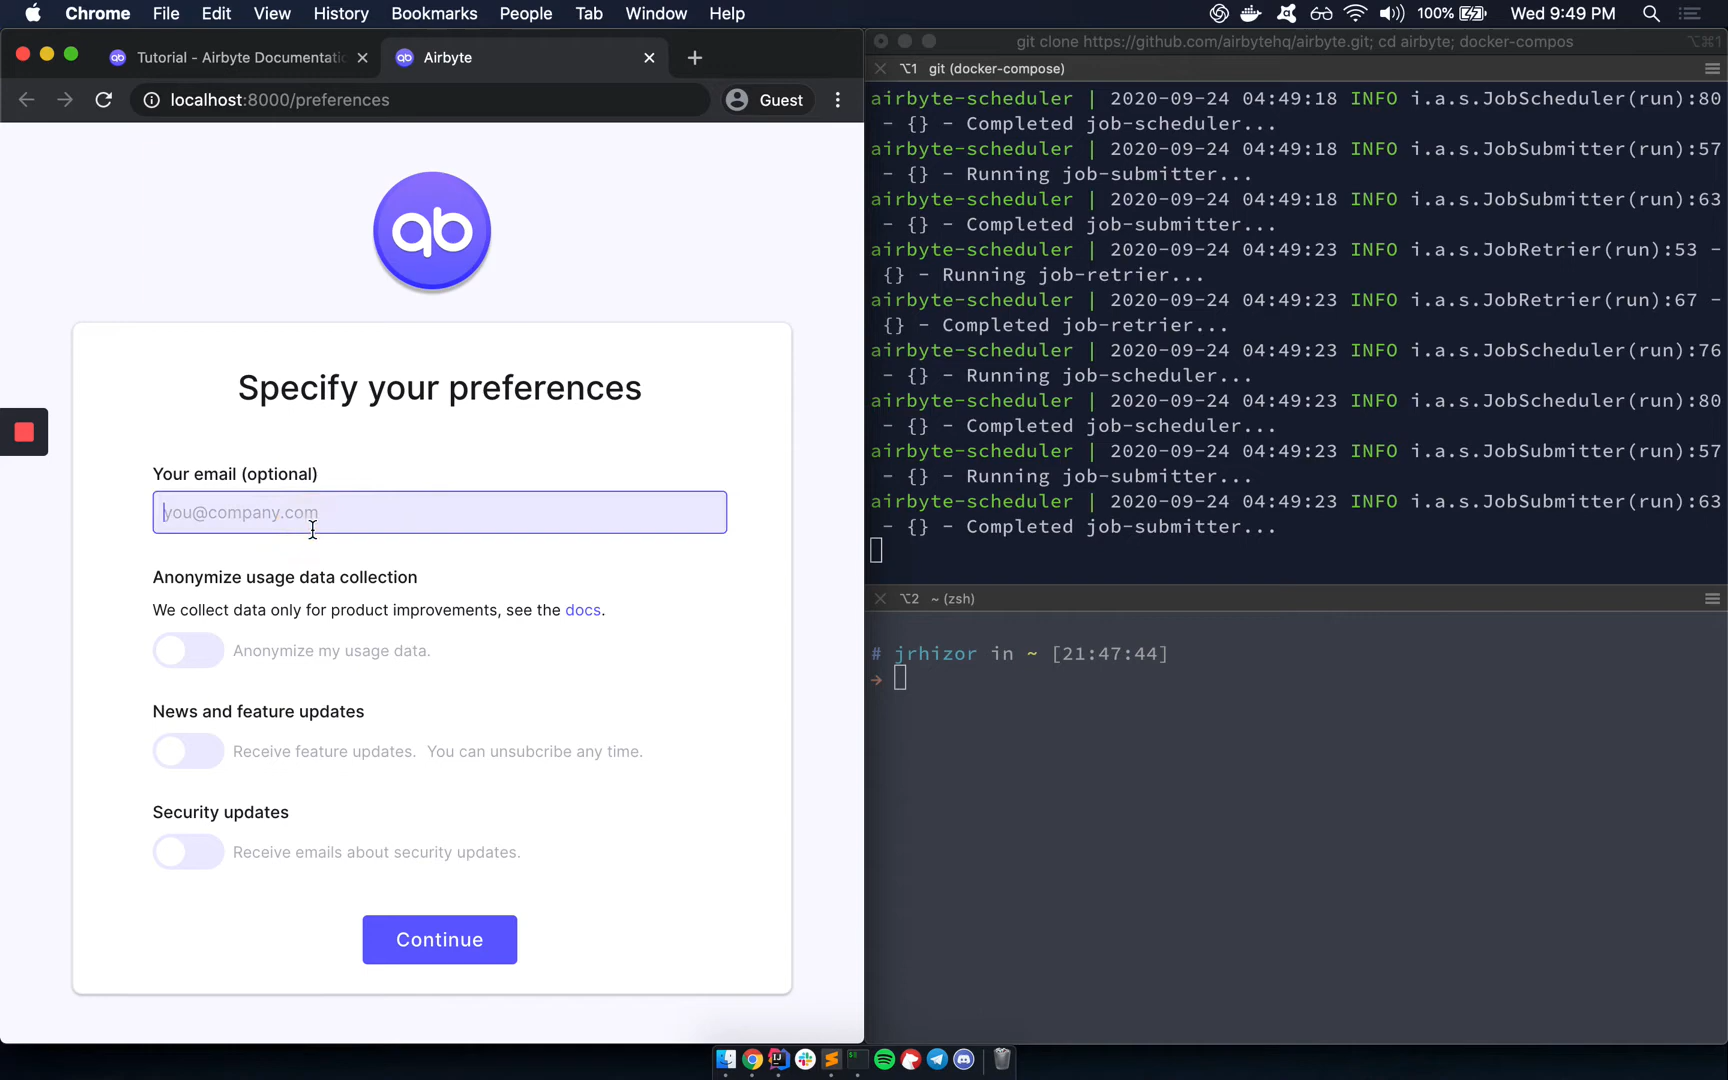 Chrome File Edit View History Bookmarks People Tab Window Help
100% Wed 9:49 PM
Tutorial - Airbyte Documentatic
Airbyte
localhost:8000/preferences
Guest
qb
Specify your preferences
Your email (optional)
you@company.com
Anonymize usage data collection
We collect data only for product improvements, see the docs.
Anonymize my usage data.
News and feature updates
Receive feature updates. You can unsubcribe any time.
Security updates
Receive emails about security updates.
Continue
git clone https://github.com/airbytehq/airbyte.git; cd airbyte; docker-compos
⌥⌘1
⌥1 git (docker-compose)
airbyte-scheduler | 2020-09-24 04:49:18 INFO i.a.s.JobScheduler(run):80
- {} - Completed job-scheduler...
airbyte-scheduler | 2020-09-24 04:49:18 INFO i.a.s.JobSubmitter(run):57
- {} - Running job-submitter...
airbyte-scheduler | 2020-09-24 04:49:18 INFO i.a.s.JobSubmitter(run):63
- {} - Completed job-submitter...
airbyte-scheduler | 2020-09-24 04:49:23 INFO i.a.s.JobRetrier(run):53 -
{} - Running job-retrier...
airbyte-scheduler | 2020-09-24 04:49:23 INFO i.a.s.JobRetrier(run):67 -
{} - Completed job-retrier...
airbyte-scheduler | 2020-09-24 04:49:23 INFO i.a.s.JobScheduler(run):76
- {} - Running job-scheduler...
airbyte-scheduler | 2020-09-24 04:49:23 INFO i.a.s.JobScheduler(run):80
- {} - Completed job-scheduler...
airbyte-scheduler | 2020-09-24 04:49:23 INFO i.a.s.JobSubmitter(run):57
- {} - Running job-submitter...
airbyte-scheduler | 2020-09-24 04:49:23 INFO i.a.s.JobSubmitter(run):63
- {} - Completed job-submitter...
⌥2 ~ (zsh)
# jrhizor in ~ [21:47:44]
→